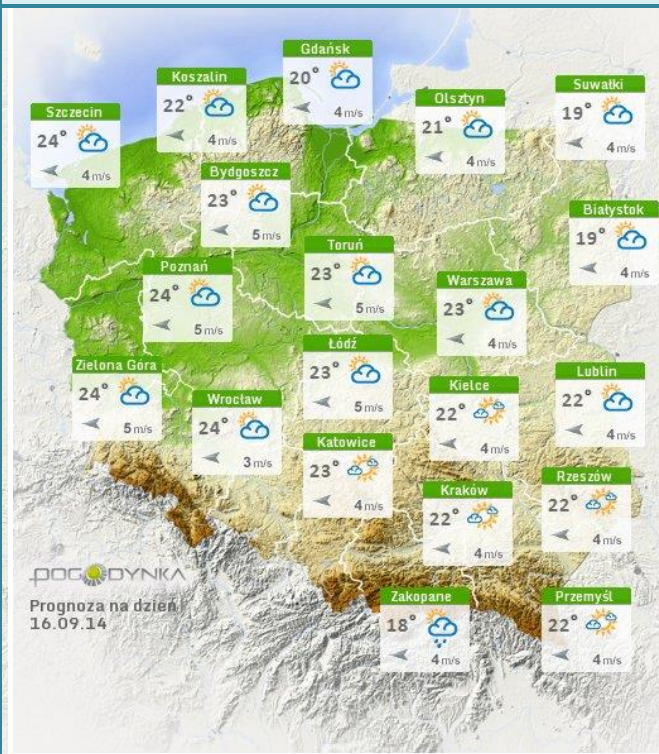 Gdańsk
20°
4 m/s
Koszalin
22°
4 m/s
Suwałki
19°
4 m/s
Olsztyn
21°
4 m/s
Szczecin
24°
4 m/s
Bydgoszcz
23°
5 m/s
Białystok
19°
4 m/s
Toruń
23°
5 m/s
Poznań
24°
5 m/s
Warszawa
23°
4 m/s
Łódź
23°
5 m/s
Zielona Góra
24°
5 m/s
Lublin
22°
4 m/s
Kielce
22°
4 m/s
Wrocław
24°
3 m/s
Katowice
23°
4 m/s
Rzeszów
22°
4 m/s
Kraków
22°
4 m/s
POGODYNKA
Prognoza na dzień
16.09.14
Zakopane
18°
4 m/s
Przemyśl
22°
4 m/s